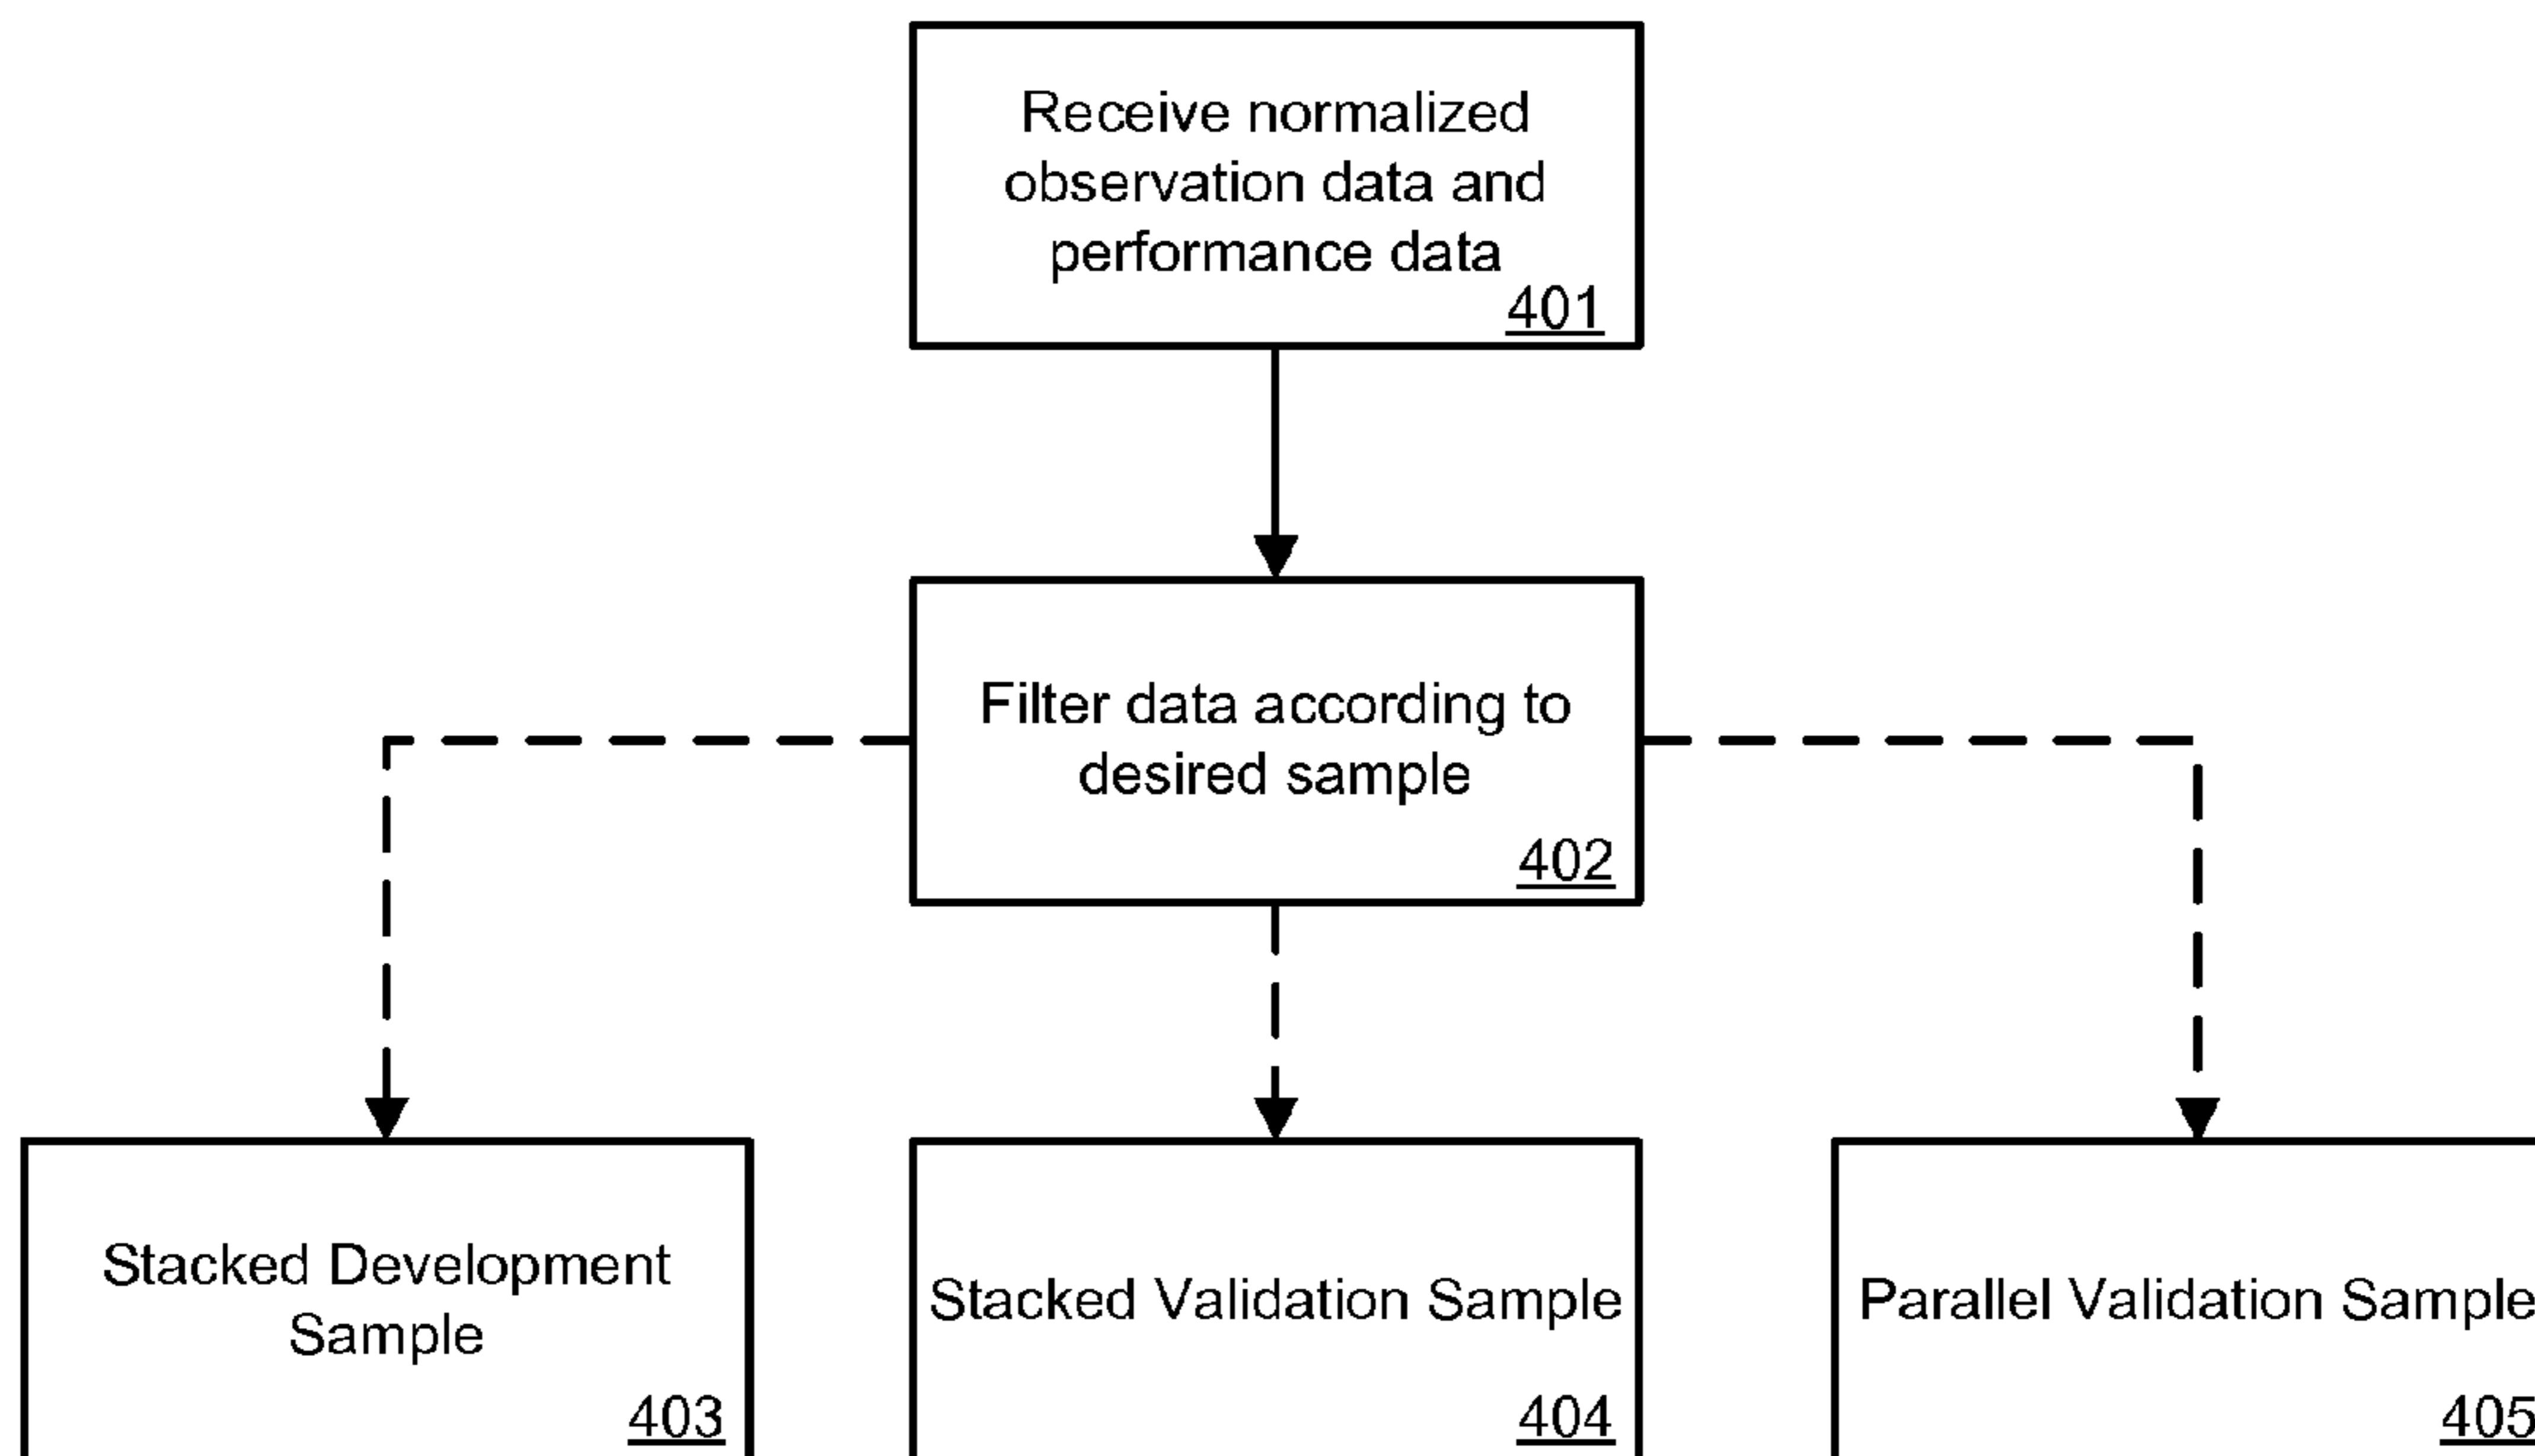 Receive normalized
observation data and
performance data
401
Filter data according to
desired sample
402
Stacked Development
Sample
403
Stacked Validation Sample
404
Parallel Validation Sample
405